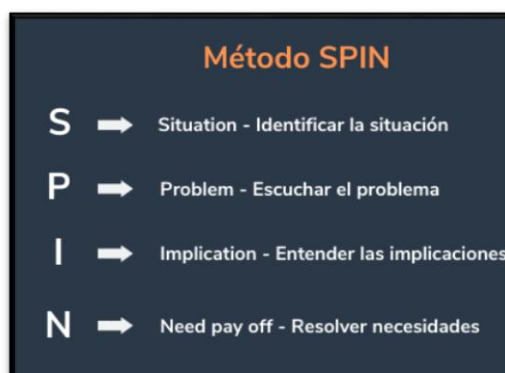 Método SPIN
S ➡ Situation - Identificar la situación
P ➡ Problem - Escuchar el problema
I ➡ Implication - Entender las implicaciones
N ➡ Need pay off - Resolver necesidades